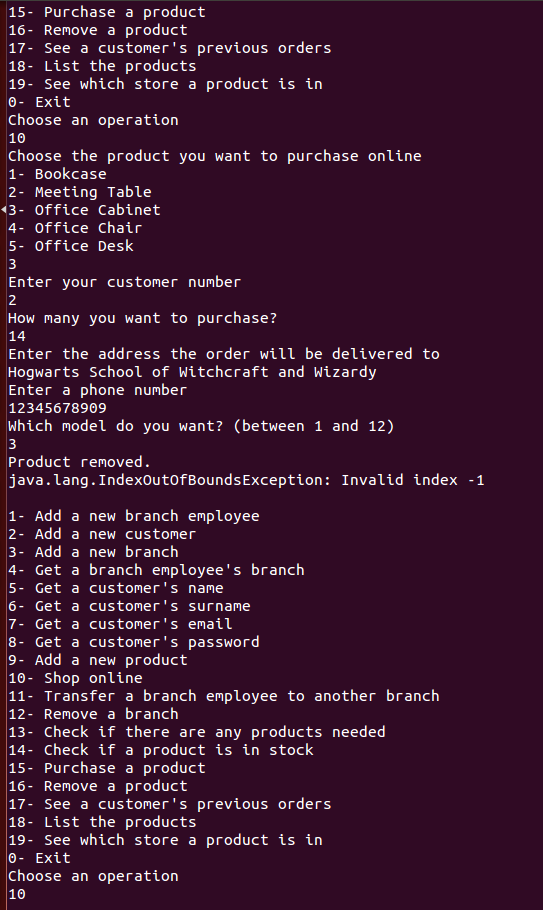 15- Purchase a product
16- Remove a product
17- See a customer's previous orders
18- List the products
19- See which store a product is in
0- Exit
Choose an operation
10
Choose the product you want to purchase online
1- Bookcase
2- Meeting Table
3- Office Cabinet
4- Office Chair
5- Office Desk
3
Enter your customer number
2
How many you want to purchase?
14
Enter the address the order will be delivered to
Hogwarts School of Witchcraft and Wizardy
Enter a phone number
12345678909
Which model do you want? (between 1 and 12)
3
Product removed.
java.lang.IndexOutOfBoundsException: Invalid index -1

1- Add a new branch employee
2- Add a new customer
3- Add a new branch
4- Get a branch employee's branch
5- Get a customer's name
6- Get a customer's surname
7- Get a customer's email
8- Get a customer's password
9- Add a new product
10- Shop online
11- Transfer a branch employee to another branch
12- Remove a branch
13- Check if there are any products needed
14- Check if a product is in stock
15- Purchase a product
16- Remove a product
17- See a customer's previous orders
18- List the products
19- See which store a product is in
0- Exit
Choose an operation
10